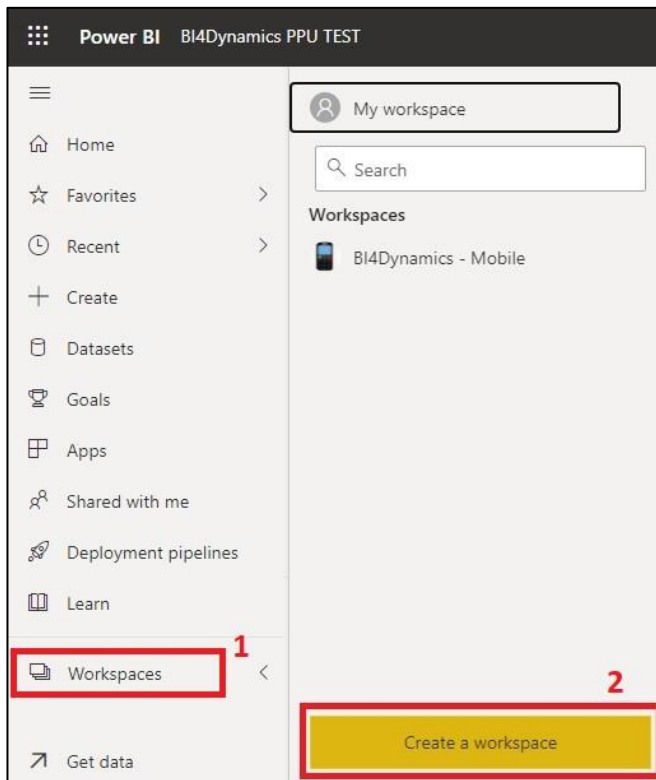 Power BI BI4Dynamics PPU TEST
Home
Favorites
Recent
Create
Datasets
Goals
Apps
Shared with me
Deployment pipelines
Learn
Workspaces
1
Get data
My workspace
Search
Workspaces
BI4Dynamics - Mobile
2
Create a workspace